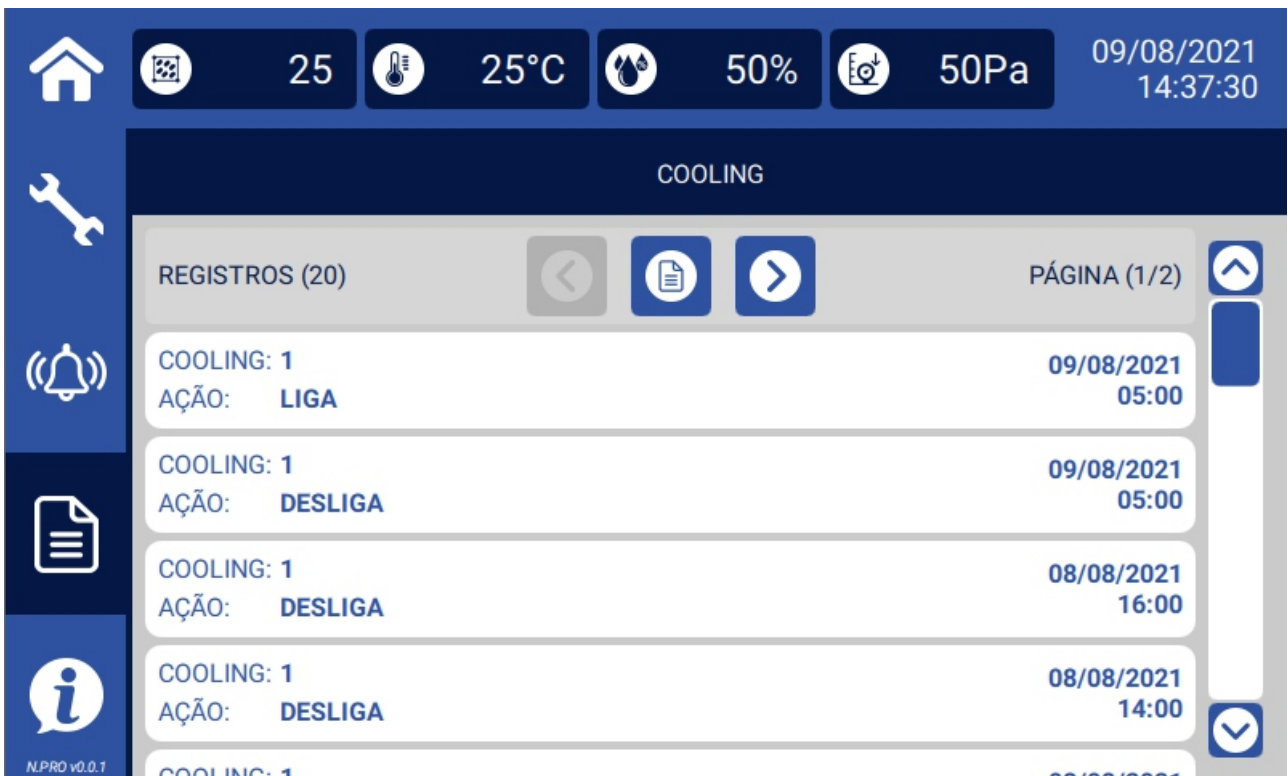 25
25°C
50%
50Pa
09/08/2021
14:37:30
COOLING
REGISTROS (20)
PÁGINA (1/2)
COOLING: 1
09/08/2021
AÇÃO: LIGA
05:00
COOLING: 1
09/08/2021
AÇÃO: DESLIGA
05:00
COOLING: 1
08/08/2021
AÇÃO: DESLIGA
16:00
COOLING: 1
08/08/2021
AÇÃO: DESLIGA
14:00
COOLING: 1
N.PRO v0.0.1